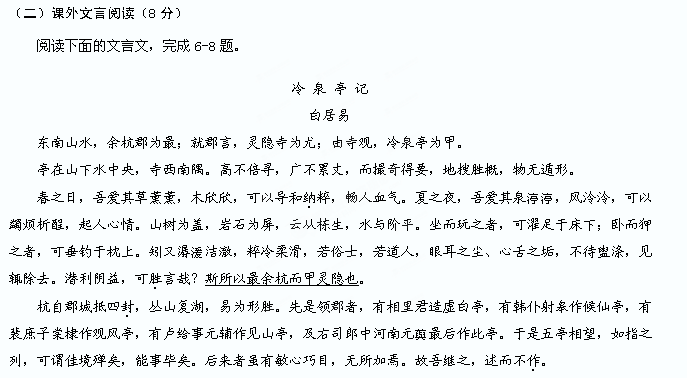 （二）课外文言阅读（8 分）
阅读下面的文言文，完成 6-8 题。
冷 泉 亭 记
白居易
东南山水，余杭郡为最；就郡言，灵隐寺为尤；由寺观，冷泉亭为甲。
亭在山下水中央，寺西南隅。高不倍寻，广不累丈，而撮奇得要，地搜胜概，物无遁形。
春之日，吾爱其草薰薰，木欣欣，可以导和纳粹，畅人血气。夏之夜，吾爱其泉渟渟，风泠泠，可以
蠲烦析酲，起人心情。山树为盖，岩石为屏，云从栋生，水与阶平。坐而玩之者，可濯足于床下；卧而狎
之者，可垂钓于枕上。矧又潺湲洁澈，粹冷柔滑，若俗士，若道人，眼耳之尘、心舌之垢，不待盥涤，见
辄除去。潜利阴益，可胜言哉？斯所以最余杭而甲灵隐也。
杭自郡城抵四封，丛山复湖，易为形胜。先是领郡者，有相里君造虚白亭，有韩仆射皋作候仙亭，有
裴庶子棠棣作观风亭，有卢给事元辅作见山亭，及右司郎中河南元藇最后作此亭。于是五亭相望，如指之
列，可谓佳境殚矣，能事毕矣。后来者虽有敏心巧目，无所加焉。故吾继之，述而不作。